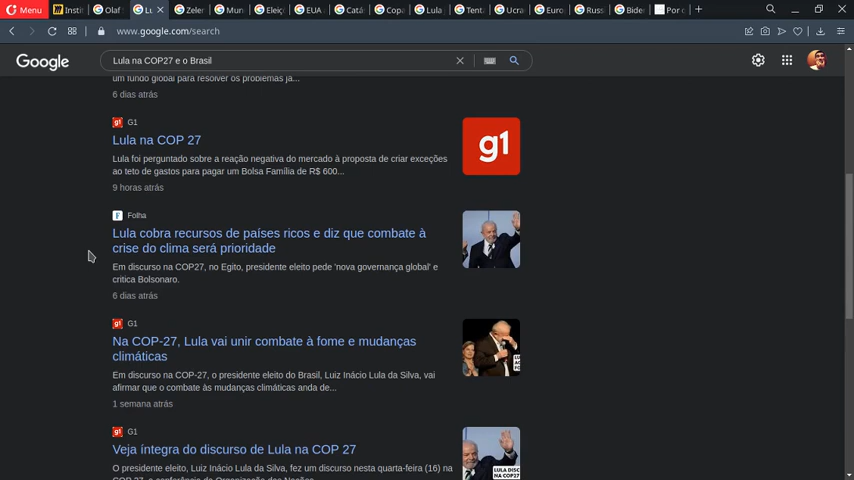 Menu
Instit
Olaf
Lu
Zeler
Mun
Eleiç
EUA
Catá
Copa
Lula
Tenta
Ucra
Euro
Russ
Bider
Por c
www.google.com/search
Google
Lula na COP27 e o Brasil
um fundo global para resolver os problemas já...
6 dias atrás
g1 G1
Lula na COP 27
Lula foi perguntado sobre a reação negativa do mercado à proposta de criar exceções
ao teto de gastos para pagar um Bolsa Família de R$ 600...
9 horas atrás
g1
F Folha
Lula cobra recursos de países ricos e diz que combate à
crise do clima será prioridade
Em discurso na COP27, no Egito, presidente eleito pede 'nova governança global' e
critica Bolsonaro.
6 dias atrás
g1 G1
Na COP-27, Lula vai unir combate à fome e mudanças
climáticas
Em discurso na COP-27, o presidente eleito do Brasil, Luiz Inácio Lula da Silva, vai
afirmar que o combate às mudanças climáticas anda de...
1 semana atrás
g1 G1
Veja íntegra do discurso de Lula na COP 27
O presidente eleito, Luiz Inácio Lula da Silva, fez um discurso nesta quarta-feira (16) na
LULA DISC
NA COP27